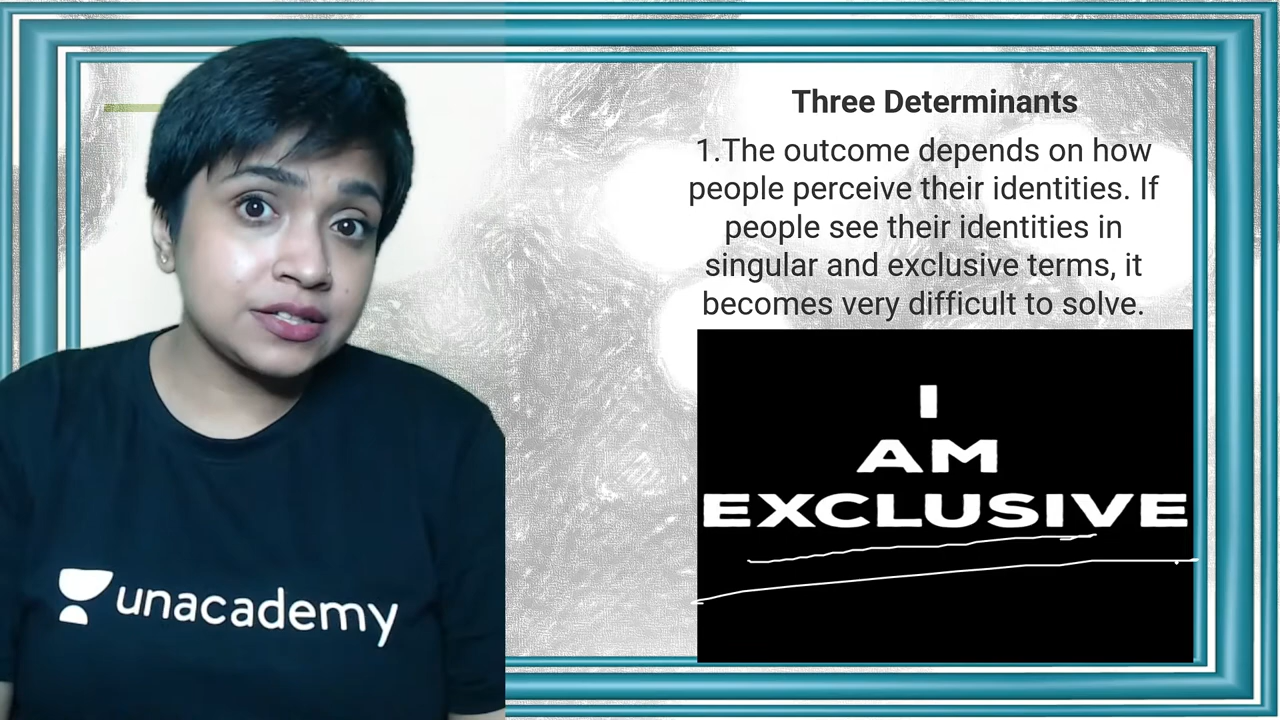 Three Determinants
1.The outcome depends on how
people perceive their identities. If
people see their identities in
singular and exclusive terms, it
becomes very difficult to solve.
I
AM
EXCLUSIVE
unacademy